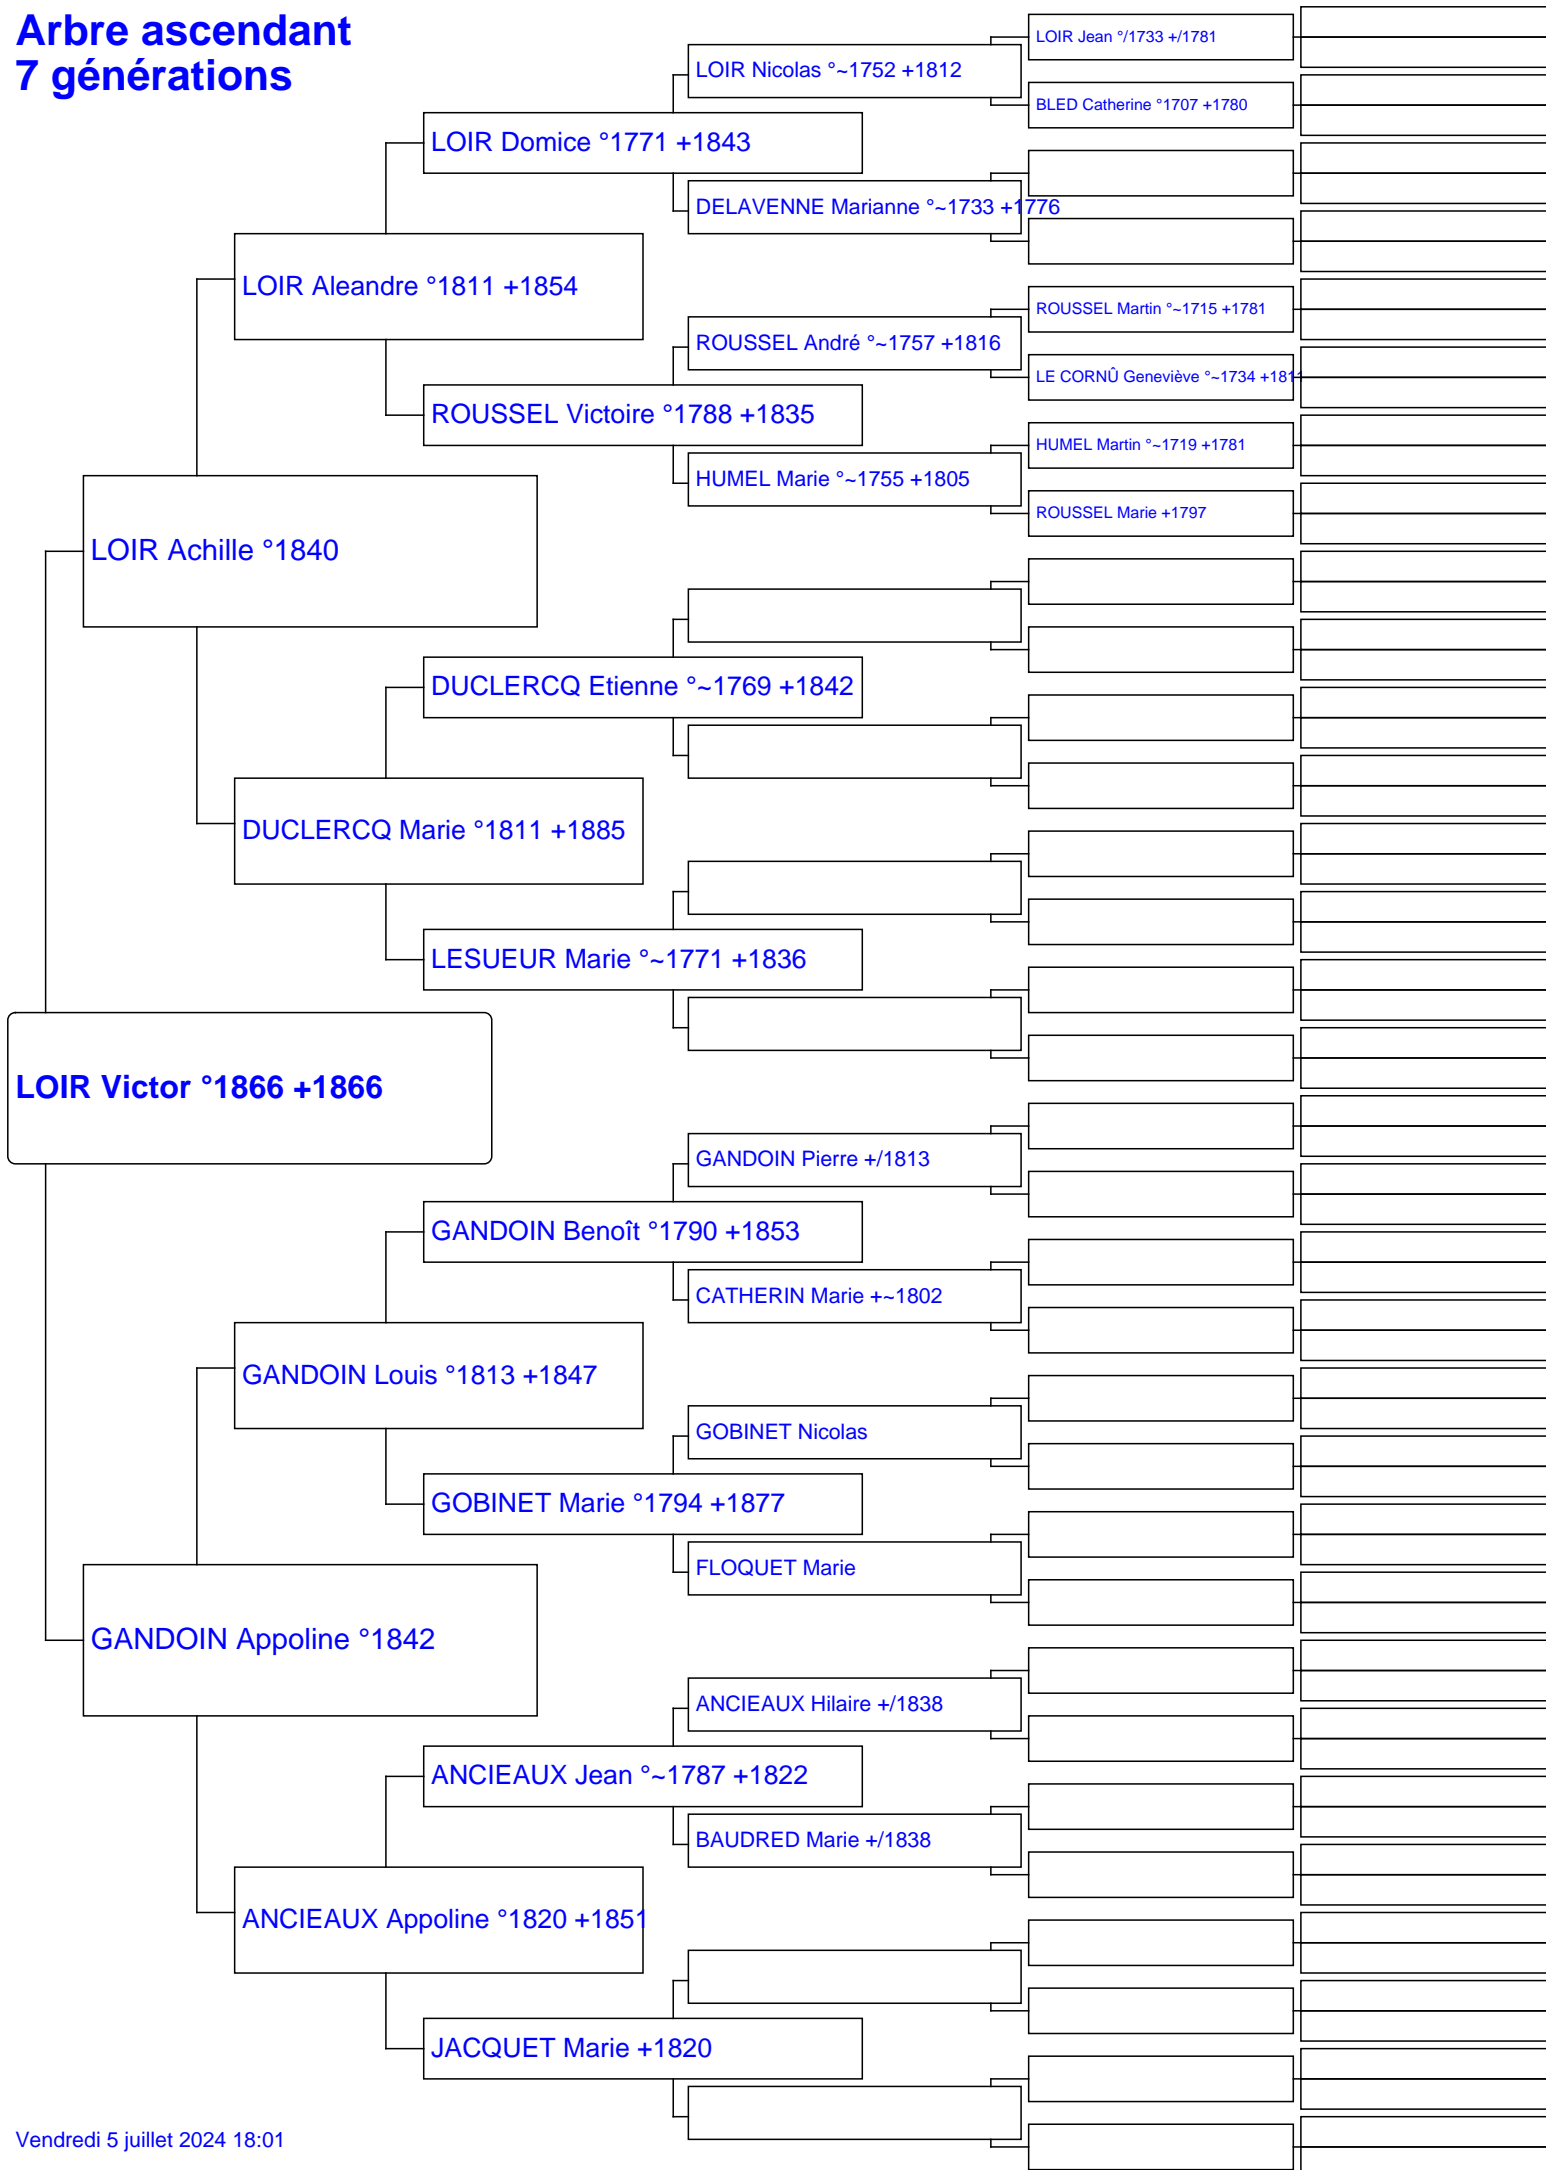 Arbre ascendant
7 générations
LOIR Jean °/1733 +/1781
LOIR Nicolas °~1752 +1812
BLED Catherine °1707 +1780
LOIR Domice °1771 +1843
DELAVENNE Marianne °~1733 +1776
LOIR Aleandre °1811 +1854
ROUSSEL Martin °~1715 +1781
ROUSSEL André °~1757 +1816
LE CORNÛ Geneviève °~1734 +181
ROUSSEL Victoire °1788 +1835
HUMEL Martin °~1719 +1781
HUMEL Marie °~1755 +1805
ROUSSEL Marie +1797
LOIR Achille °1840
DUCLERCQ Etienne °~1769 +1842
DUCLERCQ Marie °1811 +1885
LESUEUR Marie °~1771 +1836
LOIR Victor °1866 +1866
GANDOIN Pierre +/1813
GANDOIN Benoît °1790 +1853
CATHERIN Marie +~1802
GANDOIN Louis °1813 +1847
GOBINET Nicolas
GOBINET Marie °1794 +1877
FLOQUET Marie
GANDOIN Appoline °1842
ANCIEAUX Hilaire +/1838
ANCIEAUX Jean °~1787 +1822
BAUDRED Marie +/1838
ANCIEAUX Appoline °1820 +1851
JACQUET Marie +1820
Vendredi 5 juillet 2024 18:01